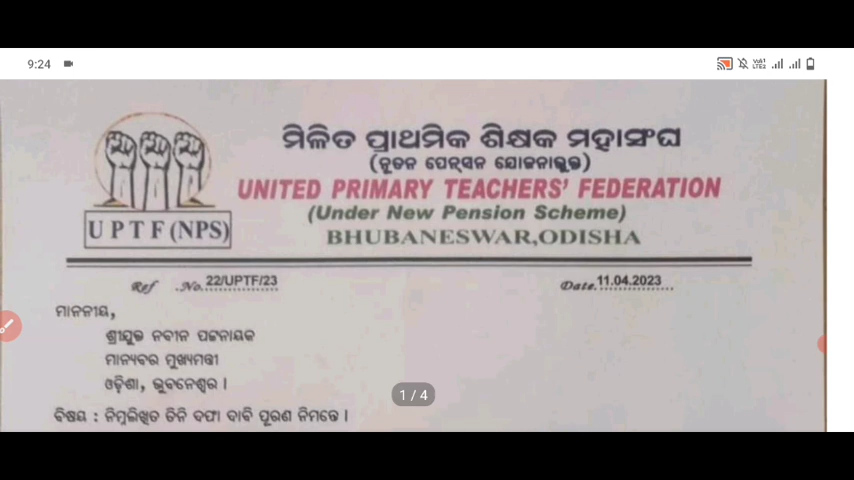 9:24
ମିଳିତ ପ୍ରାଥମିକ ଶିକ୍ଷକ ମହାସଂଘ
(ନୂତନ ପେନ୍‌ସନ ଯୋଜନାଭୁକ୍ତ)
UNITED PRIMARY TEACHERS' FEDERATION
(Under New Pension Scheme)
BHUBANESWAR,ODISHA
U P T F (NPS)
Ref .No. 22/UPTF/23
Date. 11.04.2023
ମାନନୀୟ,
ଶ୍ରୀଯୁକ୍ତ ନବୀନ ପଟ୍ଟନାୟକ
ମାନ୍ୟବର ମୁଖ୍ୟମନ୍ତ୍ରୀ
ଓଡ଼ିଶା, ଭୁବନେଶ୍ୱର ।
1 / 4
ବିଷୟ : ନିମ୍ନଲିଖିତ ତିନି ଦଫା ଦାବି ପୂରଣ ନିମନ୍ତେ ।